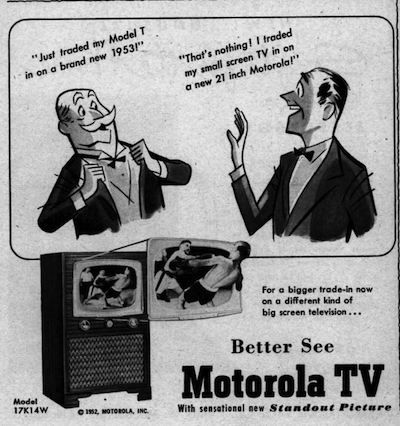 "Just traded my Model T
in on a brand new 1953!"
"That's nothing! I traded
my small screen TV in on
a new 21 inch Motorola!"
For a bigger trade-in now
on a different kind of
big screen television...
Better See
Motorola TV
With sensational new Standout Picture
Model
17K14W
© 1952, MOTOROLA, INC.